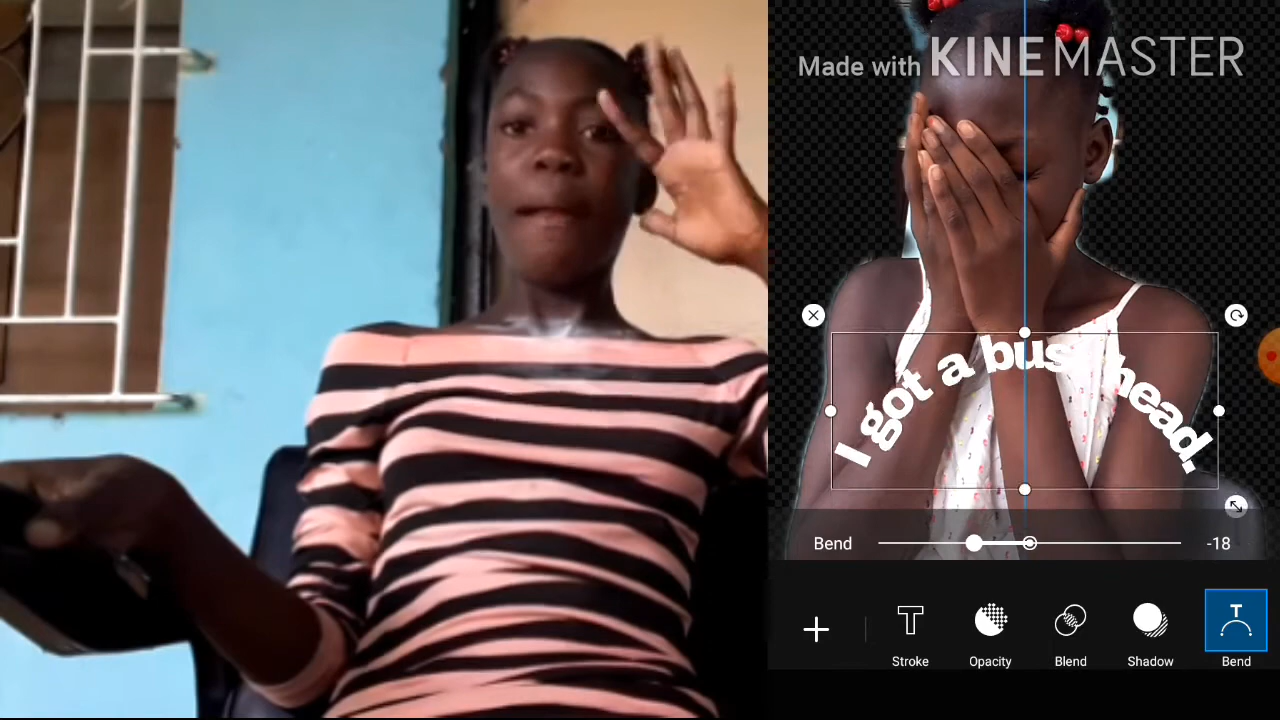 Made with KINEMASTER
I got a bus head.
Bend
-18
Stroke
Opacity
Blend
Shadow
Bend